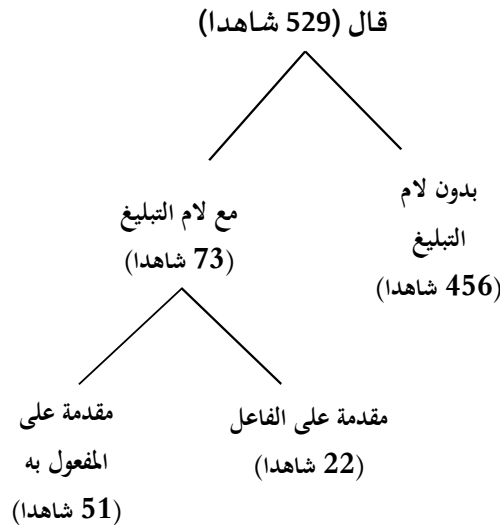 قال (529 شاهدا)
بدون لام
التبليغ
(456 شاهدا)
مع لام التبليغ
(73 شاهدا)
مقدمة على الفاعل
(22 شاهدا)
مقدمة على
المفعول به
(51 شاهدا)